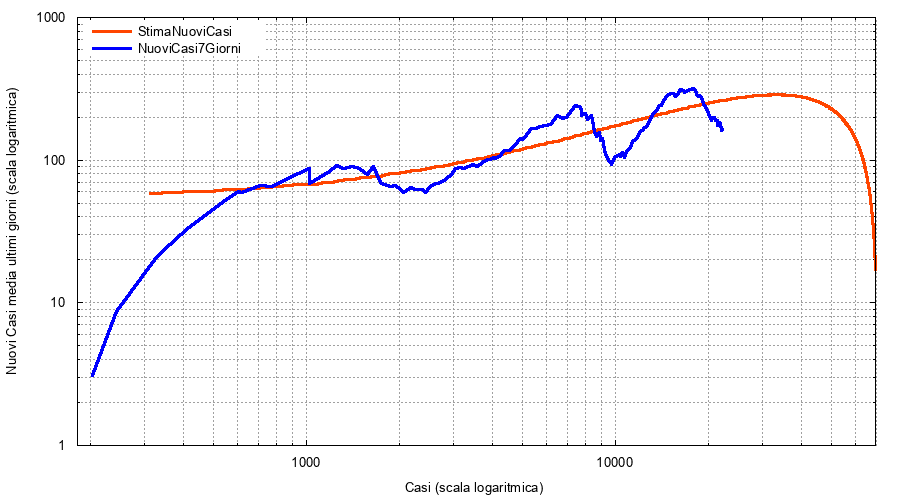 1000
StimaNuoviCasi
NuoviCasi7Giorni
100
10
1
1000
10000
Nuovi Casi media ultimi giorni (scala logaritmica)
Casi (scala logaritmica)